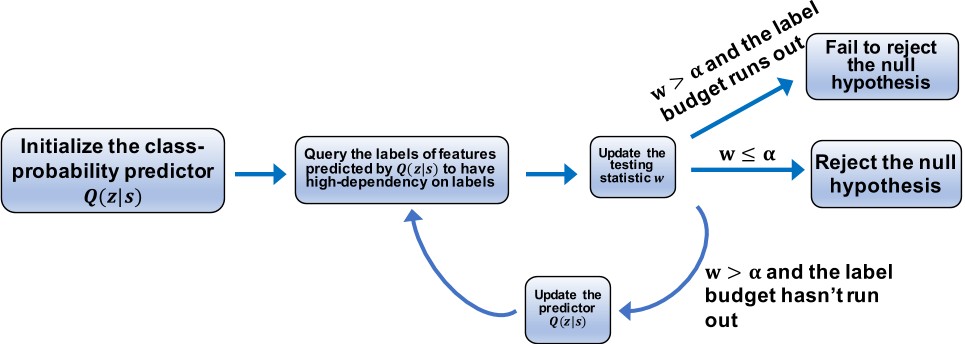 Initialize the class-
probability predictor
Q(z|s)
Query the labels of features
predicted by Q(z|s) to have
high-dependency on labels
Update the
testing
statistic w
w > α and the label
budget runs out
Fail to reject
the null
hypothesis
w ≤ α
Reject the null
hypothesis
w > α and the label
budget hasn't run
out
Update the
predictor
Q(z|s)